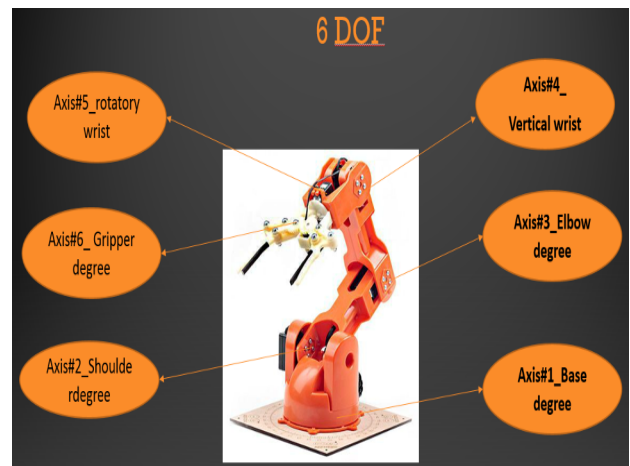 6 DOF
Axis#5_rotatory
wrist
Axis#4_
Vertical wrist
Axis#6_ Gripper
degree
Axis#3_Elbow
degree
Axis#2_Shoulde
rdegree
Axis#1_Base
degree